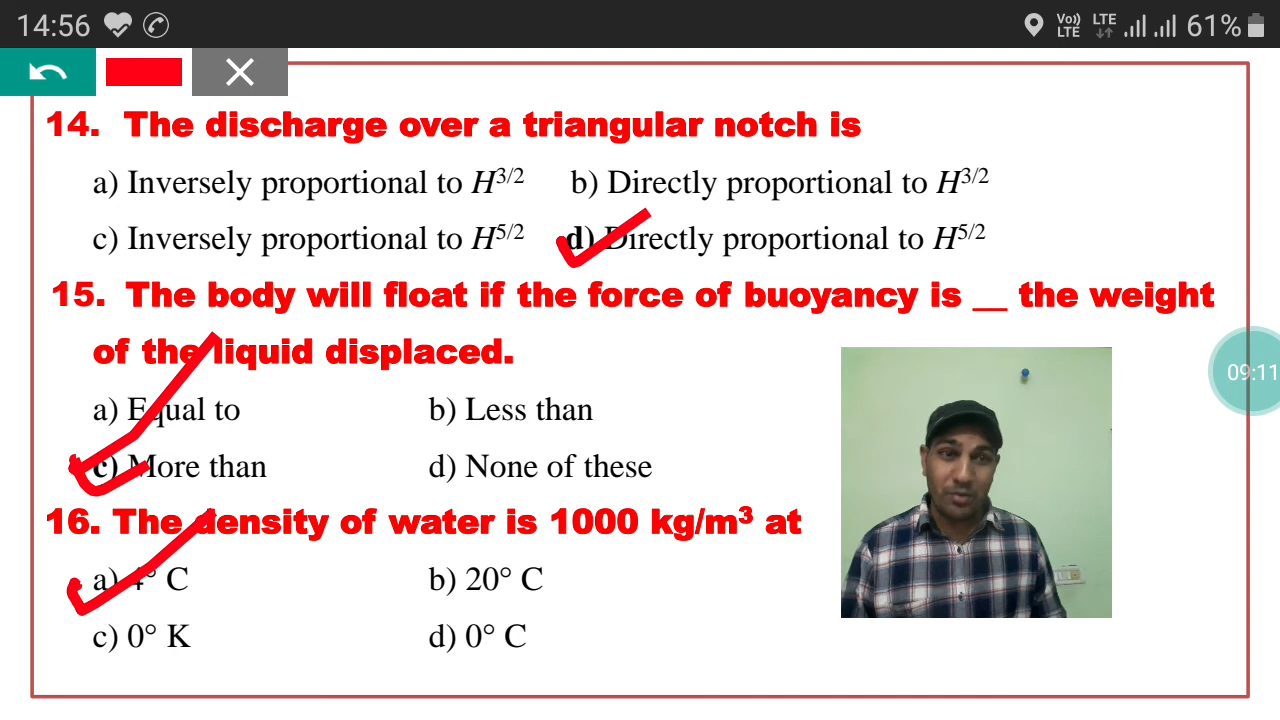 14:56 Vo)) LTE LTE 61%
14. The discharge over a triangular notch is
a) Inversely proportional to H3/2 b) Directly proportional to H3/2
c) Inversely proportional to H5/2 d) Directly proportional to H5/2
15. The body will float if the force of buoyancy is __ the weight
of the liquid displaced.
a) Equal to b) Less than
c) More than d) None of these
16. The density of water is 1000 kg/m³ at
a) 4° C b) 20° C
c) 0° K d) 0° C
09:11